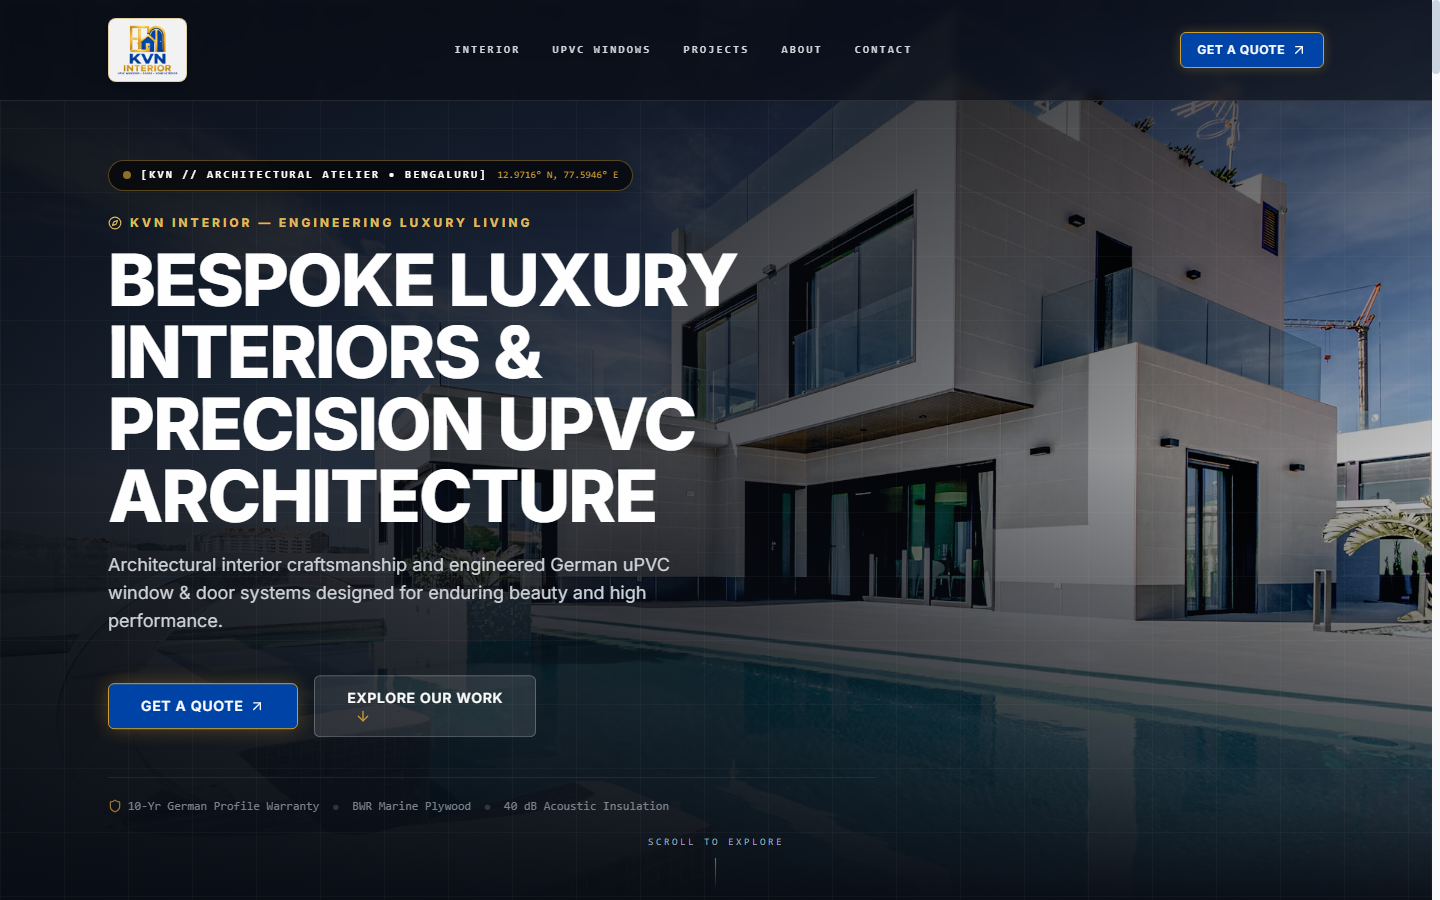 KVN
INTERIOR
INTERIOR
UPVC WINDOWS
PROJECTS
ABOUT
CONTACT
GET A QUOTE
[KVN // ARCHITECTURAL ATELIER • BENGALURU] 12.9716° N, 77.5946° E
KVN INTERIOR — ENGINEERING LUXURY LIVING
BESPOKE LUXURY
INTERIORS &
PRECISION UPVC
ARCHITECTURE
Architectural interior craftsmanship and engineered German uPVC
window & door systems designed for enduring beauty and high
performance.
GET A QUOTE
EXPLORE OUR WORK
10-Yr German Profile Warranty • BWR Marine Plywood • 40 dB Acoustic Insulation
SCROLL TO EXPLORE